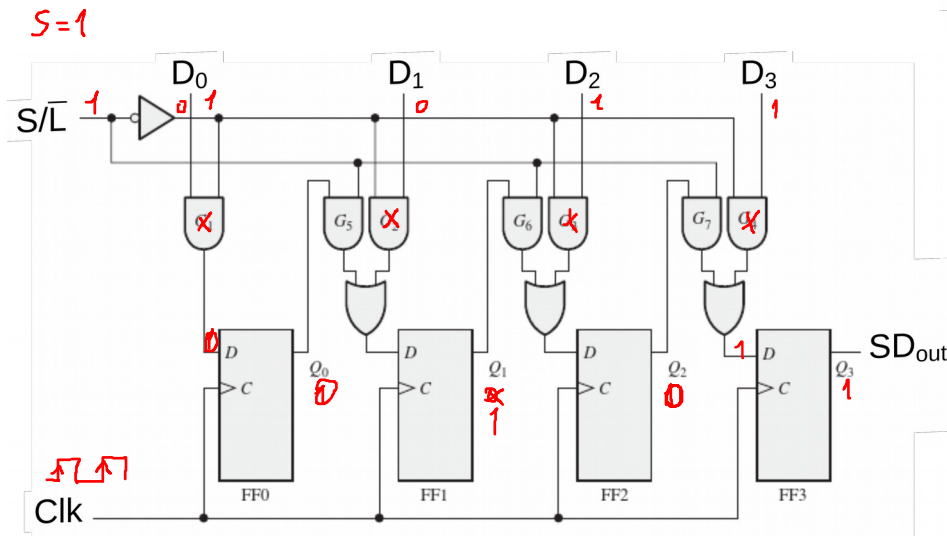 S=1
D0 D1 D2 D3
S/L̅ 1 0 1 0 1 1
G5 G6 G7
0 D D D 1 D SDout
Q0 Q1 Q2 Q3
C C C C
0 0 1
1
FF0 FF1 FF2 FF3
Clk